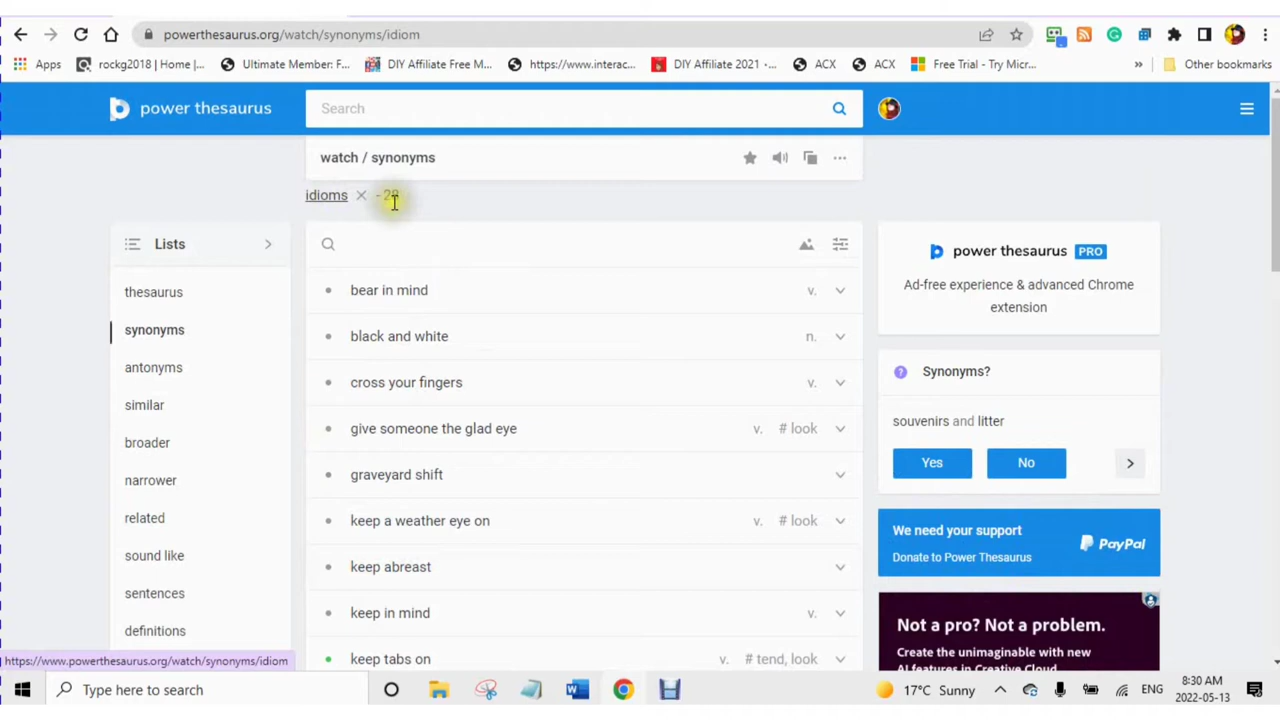 powerthesaurus.org/watch/synonyms/idiom
Apps rockg2018 | Home |... Ultimate Member: F... DIY Affiliate Free M... https://www.interac... DIY Affiliate 2021 -... ACX ACX Free Trial - Try Micr... » Other bookmarks
power thesaurus Search
watch / synonyms
idioms × - 28
Lists
power thesaurus PRO
Ad-free experience & advanced Chrome
extension
thesaurus
synonyms
antonyms
similar
broader
narrower
related
sound like
sentences
definitions
bear in mind v.
black and white n.
cross your fingers v.
give someone the glad eye v. # look
graveyard shift
keep a weather eye on v. # look
keep abreast
keep in mind v.
keep tabs on v. # tend, look
? Synonyms?
souvenirs and litter
Yes No
We need your support
Donate to Power Thesaurus
PayPal
Not a pro? Not a problem.
Create the unimaginable with new
AI features in Creative Cloud
https://www.powerthesaurus.org/watch/synonyms/idiom
Type here to search
17°C Sunny
ENG
8:30 AM
2022-05-13